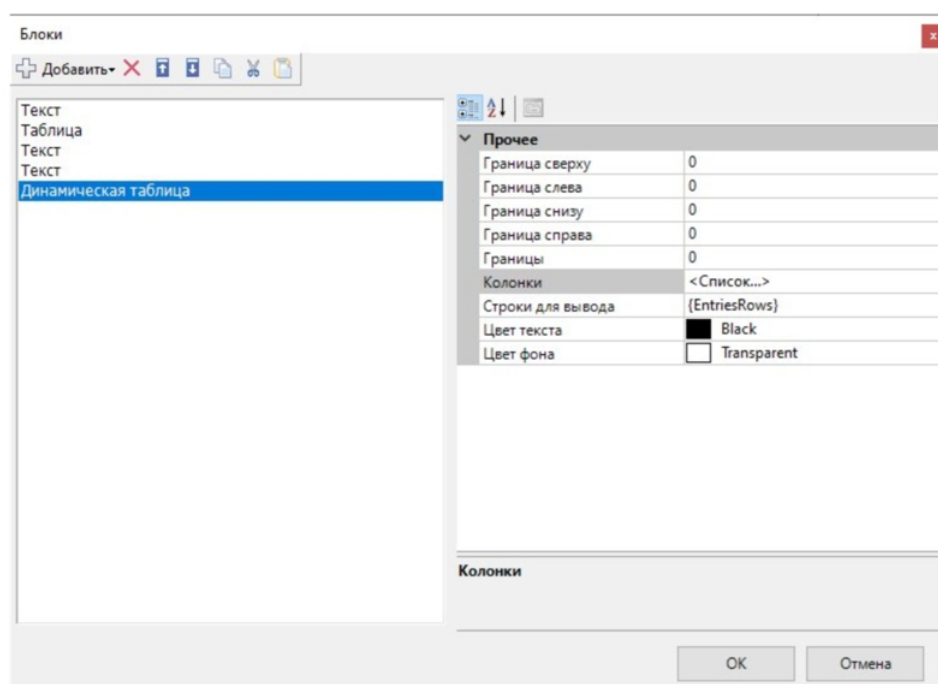 Блоки
x
Добавить
Текст
Таблица
Текст
Текст
Динамическая таблица
A
Z
Прочее
Граница сверху 0
Граница слева 0
Граница снизу 0
Граница справа 0
Границы 0
Колонки <Список...>
Строки для вывода {EntriesRows}
Цвет текста Black
Цвет фона Transparent
Колонки
OK Отмена